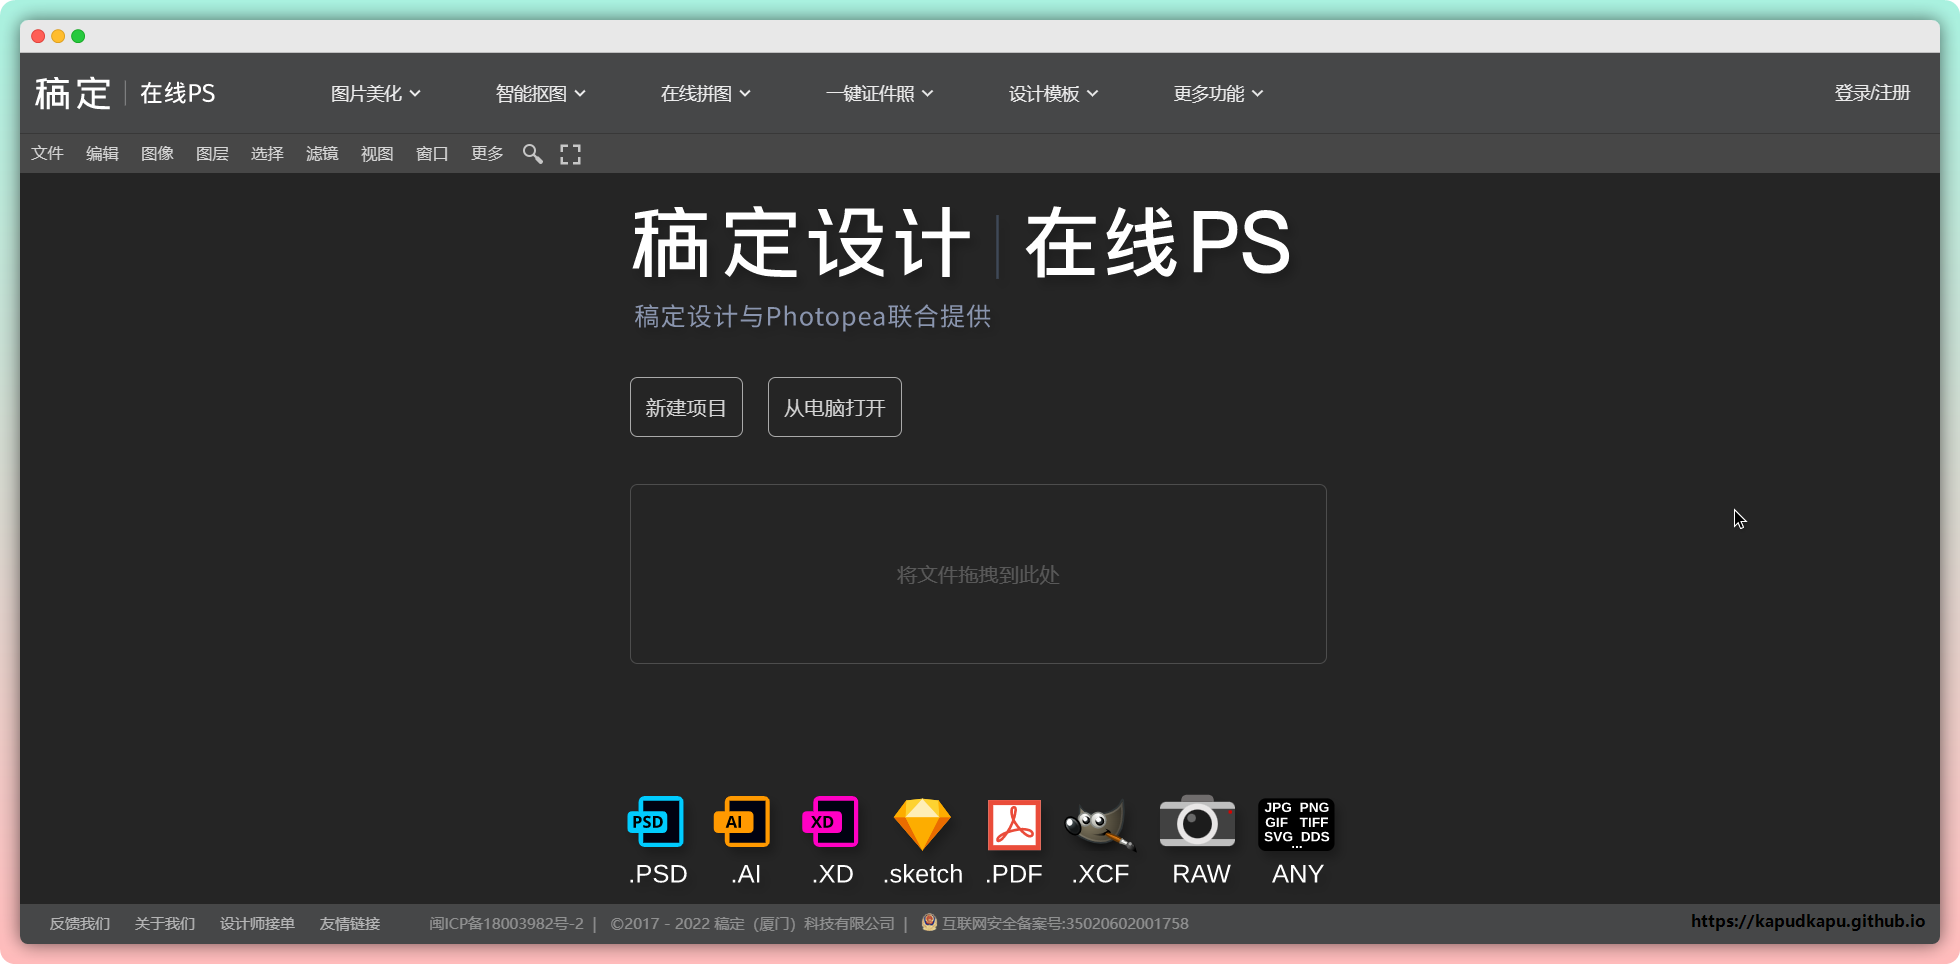 稿定 | 在线PS 图片美化 智能抠图 在线拼图 一键证件照 设计模板 更多功能 登录/注册
文件 编辑 图像 图层 选择 滤镜 视图 窗口 更多
稿定设计 | 在线PS
稿定设计与Photopea联合提供
新建项目 从电脑打开
将文件拖拽到此处
PSD AI XD JPG PNG
GIF TIFF
SVG DDS
...
.PSD .AI .XD .sketch .PDF .XCF RAW ANY
反馈我们 关于我们 设计师接单 友情链接 闽ICP备18003982号-2 | ©2017 - 2022 稿定（厦门）科技有限公司 | 互联网安全备案号:35020602001758 https://kapudkapu.github.io